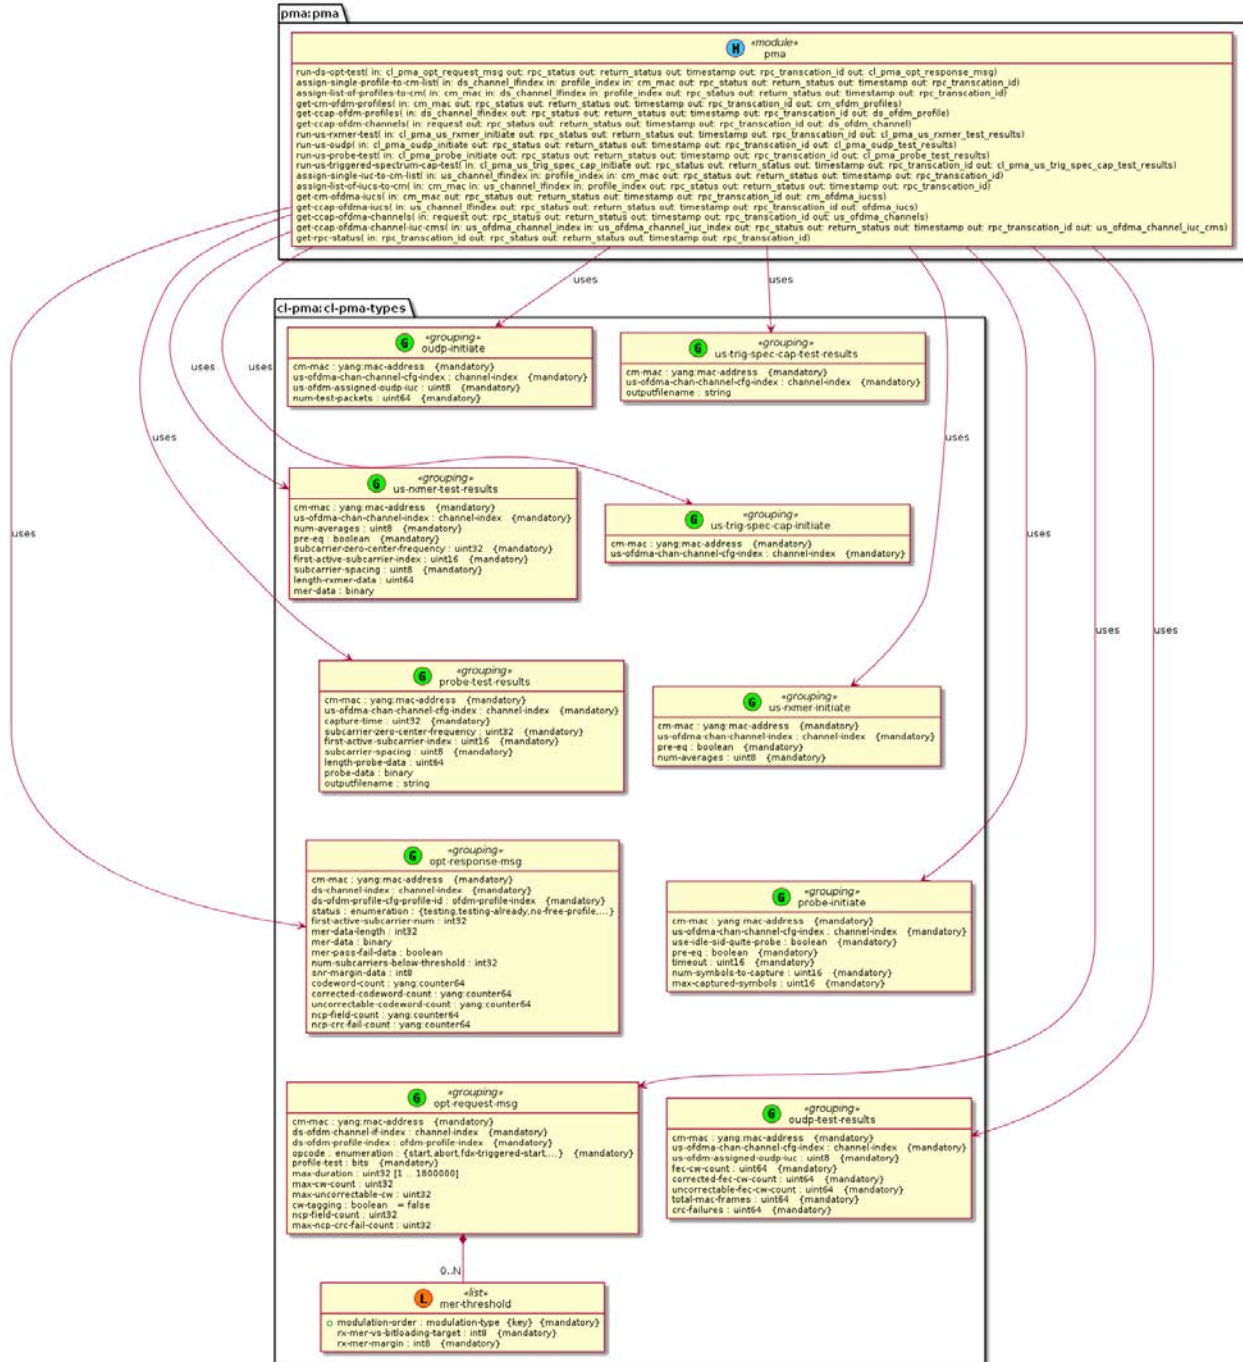 pma:pma
H «module»
pma
run-ds-opt-test( in: cl_pma_opt_request_msg out: rpc_status out: return_status out: timestamp out: rpc_transcation_id out: cl_pma_opt_response_msg)
assign-single-profile-to-cm-list( in: ds_channel_Ifindex in: profile_index in: cm_mac out: rpc_status out: return_status out: timestamp out: rpc_transcation_id)
assign-list-of-profiles-to-cm( in: cm_mac in: ds_channel_Ifindex in: profile_index out: rpc_status out: return_status out: timestamp out: rpc_transcation_id)
get-cm-ofdm-profiles( in: cm_mac out: rpc_status out: return_status out: timestamp out: rpc_transcation_id out: cm_ofdm_profiles)
get-ccap-ofdm-profiles( in: ds_channel_Ifindex out: rpc_status out: return_status out: timestamp out: rpc_transcation_id out: ds_ofdm_profile)
get-ccap-ofdm-channels( in: request out: rpc_status out: return_status out: timestamp out: rpc_transcation_id out: ds_ofdm_channel)
run-us-rxmer-test( in: cl_pma_us_rxmer_initiate out: rpc_status out: return_status out: timestamp out: rpc_transcation_id out: cl_pma_us_rxmer_test_results)
run-us-oudp( in: cl_pma_oudp_initiate out: rpc_status out: return_status out: timestamp out: rpc_transcation_id out: cl_pma_oudp_test_results)
run-us-probe-test( in: cl_pma_probe_initiate out: rpc_status out: return_status out: timestamp out: rpc_transcation_id out: cl_pma_probe_test_results)
run-us-triggered-spectrum-cap-test( in: cl_pma_us_trig_spec_cap_initiate out: rpc_status out: return_status out: timestamp out: rpc_transcation_id out: cl_pma_us_trig_spec_cap_test_results)
assign-single-iuc-to-cm-list( in: us_channel_Ifindex in: profile_index in: cm_mac out: rpc_status out: return_status out: timestamp out: rpc_transcation_id)
assign-list-of-iucs-to-cm( in: cm_mac in: us_channel_Ifindex in: profile_index out: rpc_status out: return_status out: timestamp out: rpc_transcation_id)
get-cm-ofdma-iucs( in: cm_mac out: rpc_status out: return_status out: timestamp out: rpc_transcation_id out: cm_ofdma_iucss)
get-ccap-ofdma-iucs( in: us_channel_Ifindex out: rpc_status out: return_status out: timestamp out: rpc_transcation_id out: ofdma_iucs)
get-ccap-ofdma-channels( in: request out: rpc_status out: return_status out: timestamp out: rpc_transcation_id out: us_ofdma_channels)
get-ccap-ofdma-channel-iuc-cms( in: us_ofdma_channel_index in: us_ofdma_channel_iuc_index out: rpc_status out: return_status out: timestamp out: rpc_transcation_id out: us_ofdma_channel_iuc_cms)
get-rpc-status( in: rpc_transcation_id out: rpc_status out: return_status out: timestamp out: rpc_transcation_id)
uses
uses
cl-pma:cl-pma-types
G «grouping»
oudp-initiate
cm-mac : yang:mac-address {mandatory}
us-ofdma-chan-channel-cfg-index : channel-index {mandatory}
us-ofdm-assigned-oudp-iuc : uint8 {mandatory}
num-test-packets : uint64 {mandatory}
G «grouping»
us-trig-spec-cap-test-results
cm-mac : yang:mac-address {mandatory}
us-ofdma-chan-channel-cfg-index : channel-index {mandatory}
outputfilename : string
uses
uses
uses
uses
G «grouping»
us-rxmer-test-results
cm-mac : yang:mac-address {mandatory}
us-ofdma-chan-channel-index : channel-index {mandatory}
num-averages : uint8 {mandatory}
pre-eq : boolean {mandatory}
subcarrier-zero-center-frequency : uint32 {mandatory}
first-active-subcarrier-index : uint16 {mandatory}
subcarrier-spacing : uint8 {mandatory}
length-rxmer-data : uint64
mer-data : binary
G «grouping»
us-trig-spec-cap-initiate
cm-mac : yang:mac-address {mandatory}
us-ofdma-chan-channel-cfg-index : channel-index {mandatory}
uses
uses
uses
uses
G «grouping»
probe-test-results
cm-mac : yang:mac-address {mandatory}
us-ofdma-chan-channel-cfg-index : channel-index {mandatory}
capture-time : uint32 {mandatory}
subcarrier-zero-center-frequency : uint32 {mandatory}
first-active-subcarrier-index : uint16 {mandatory}
subcarrier-spacing : uint8 {mandatory}
length-probe-data : uint64
probe-data : binary
outputfilename : string
G «grouping»
us-rxmer-initiate
cm-mac : yang:mac-address {mandatory}
us-ofdma-chan-channel-index : channel-index {mandatory}
pre-eq : boolean {mandatory}
num-averages : uint8 {mandatory}
G «grouping»
opt-response-msg
cm-mac : yang:mac-address {mandatory}
ds-channel-index : channel-index {mandatory}
ds-ofdm-profile-cfg-profile-id : ofdm-profile-index {mandatory}
status : enumeration : {testing,testing-already,no-free-profile,...}
first-active-subcarrier-num : int32
mer-data-length : int32
mer-data : binary
mer-pass-fail-data : boolean
num-subcarriers-below-threshold : int32
snr-margin-data : int8
codeword-count : yang:counter64
corrected-codeword-count : yang:counter64
uncorrectable-codeword-count : yang:counter64
ncp-field-count : yang:counter64
ncp-crc-fail-count : yang:counter64
G «grouping»
probe-initiate
cm-mac : yang:mac-address {mandatory}
us-ofdma-chan-channel-cfg-index : channel-index {mandatory}
use-idle-sid-quite-probe : boolean {mandatory}
pre-eq : boolean {mandatory}
timeout : uint16 {mandatory}
num-symbols-to-capture : uint16 {mandatory}
max-captured-symbols : uint16 {mandatory}
G «grouping»
opt-request-msg
cm-mac : yang:mac-address {mandatory}
ds-ofdm-channel-if-index : channel-index {mandatory}
ds-ofdm-profile-index : ofdm-profile-index {mandatory}
opcode : enumeration : {start,abort,fdx-triggered-start,...} {mandatory}
profile-test : bits {mandatory}
max-duration : uint32 [1 .. 1800000]
max-cw-count : uint32
max-uncorrectable-cw : uint32
cw-tagging : boolean = false
ncp-field-count : uint32
max-ncp-crc-fail-count : uint32
G «grouping»
oudp-test-results
cm-mac : yang:mac-address {mandatory}
us-ofdma-chan-channel-cfg-index : channel-index {mandatory}
us-ofdm-assigned-oudp-iuc : uint8 {mandatory}
fec-cw-count : uint64 {mandatory}
corrected-fec-cw-count : uint64 {mandatory}
uncorrectable-fec-cw-count : uint64 {mandatory}
total-mac-frames : uint64 {mandatory}
crc-failures : uint64 {mandatory}
0..N
L «list»
mer-threshold
modulation-order : modulation-type {key} {mandatory}
rx-mer-vs-bitloading-target : int8 {mandatory}
rx-mer-margin : int8 {mandatory}